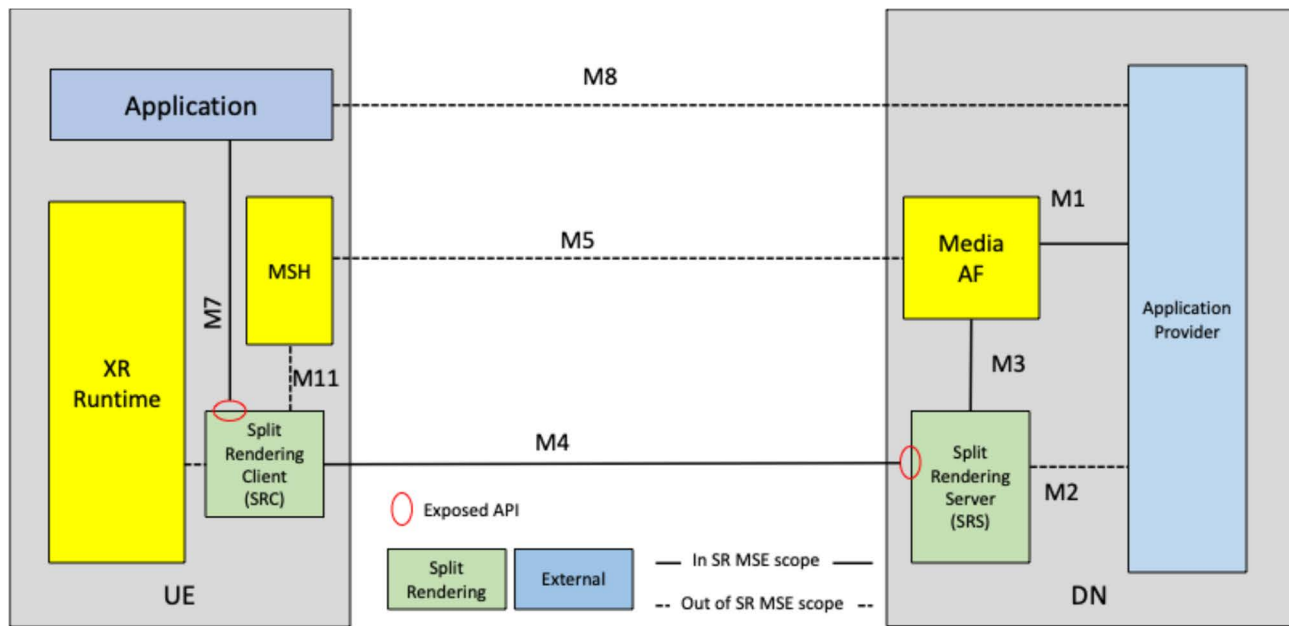 M8
Application
M1
M5
Media
AF
MSH
M7
Application
Provider
XR
Runtime
M11
M3
Split
Rendering
Client
(SRC)
M4
Split
Rendering
Server
(SRS)
M2
Exposed API
Split
Rendering
External
In SR MSE scope
Out of SR MSE scope
UE
DN